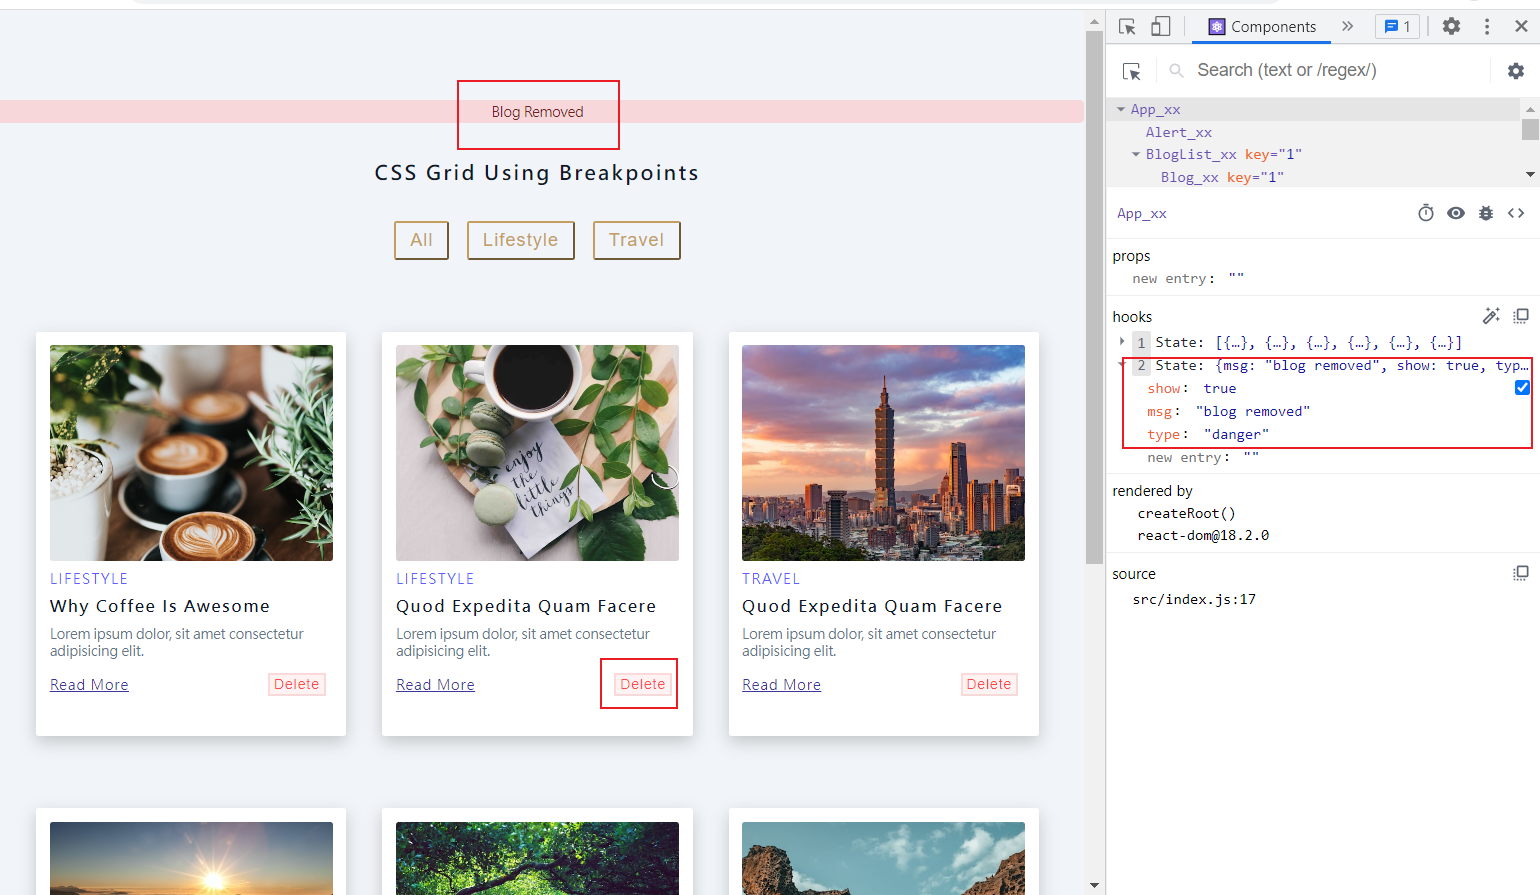 Blog Removed
CSS Grid Using Breakpoints
All
Lifestyle
Travel
enjoy
the
little
things
LIFESTYLE
Why Coffee Is Awesome
Lorem ipsum dolor, sit amet consectetur
adipisicing elit.
Read More
Delete
LIFESTYLE
Quod Expedita Quam Facere
Lorem ipsum dolor, sit amet consectetur
adipisicing elit.
Read More
Delete
TRAVEL
Quod Expedita Quam Facere
Lorem ipsum dolor, sit amet consectetur
adipisicing elit.
Read More
Delete
Components
1
Search (text or /regex/)
App_xx
Alert_xx
BlogList_xx key="1"
Blog_xx key="1"
App_xx
props
new entry: ""
hooks
1 State: [{…}, {…}, {…}, {…}, {…}, {…}]
2 State: {msg: "blog removed", show: true, typ…
show: true
msg: "blog removed"
type: "danger"
new entry: ""
rendered by
createRoot()
react-dom@18.2.0
source
src/index.js:17